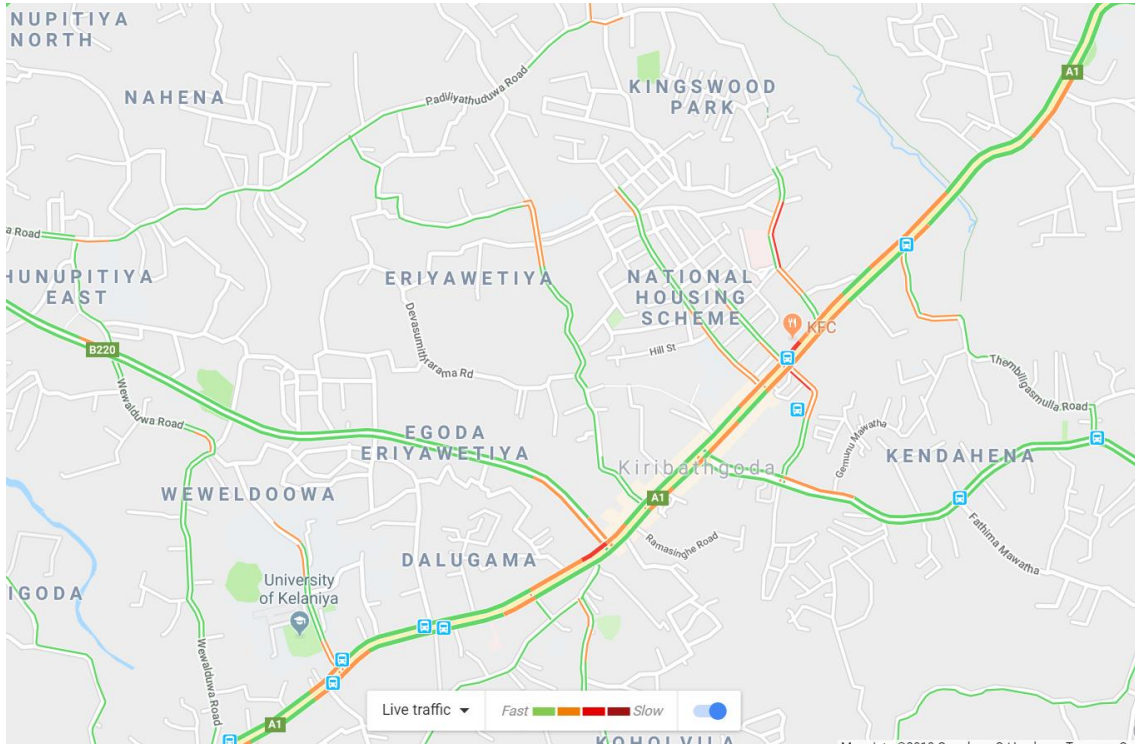 NUPITIYA
NORTH
NAHENA
Padiliyathuduwa Road
KINGSWOOD
PARK
A1
a Road
HUNUPITIYA
EAST
ERIYAWETIYA
NATIONAL
HOUSING
SCHEME
KFC
B220
Devasumithrarama Rd
Hill St
Wewalduwa Road
Thembiligasmulla Road
EGODA
ERIYAWETIYA
Gemunu Mawatha
KENDAHENA
Kiribathgoda
WEWELDOOWA
A1
Ramasinghe Road
Fathima Mawatha
DALUGAMA
University
of Kelaniya
IGODA
Wewalduwa Road
A1
Live traffic
Fast
Slow
KOHOLVILA